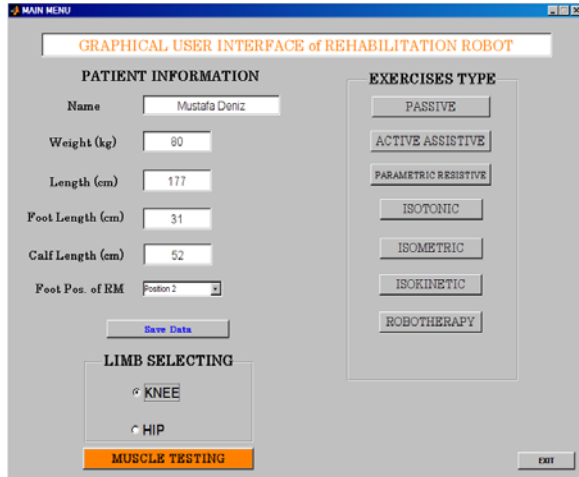 MAIN MENU
GRAPHICAL USER INTERFACE of REHABILITATION ROBOT
PATIENT INFORMATION
Name Mustafa Deniz
Weight (kg) 80
Length (cm) 177
Foot Length (cm) 31
Calf Length (cm) 52
Foot Pos. of RM Position 2
Save Data
LIMB SELECTING
KNEE
HIP
MUSCLE TESTING
EXERCISES TYPE
PASSIVE
ACTIVE ASSISTIVE
PARAMETRIC RESISTIVE
ISOTONIC
ISOMETRIC
ISOKINETIC
ROBOTHERAPY
EXIT